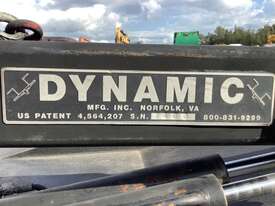 DYNAMIC
MFG. INC. NORFOLK, VA
US PATENT 4,564,207 S.N. 800-831-9299